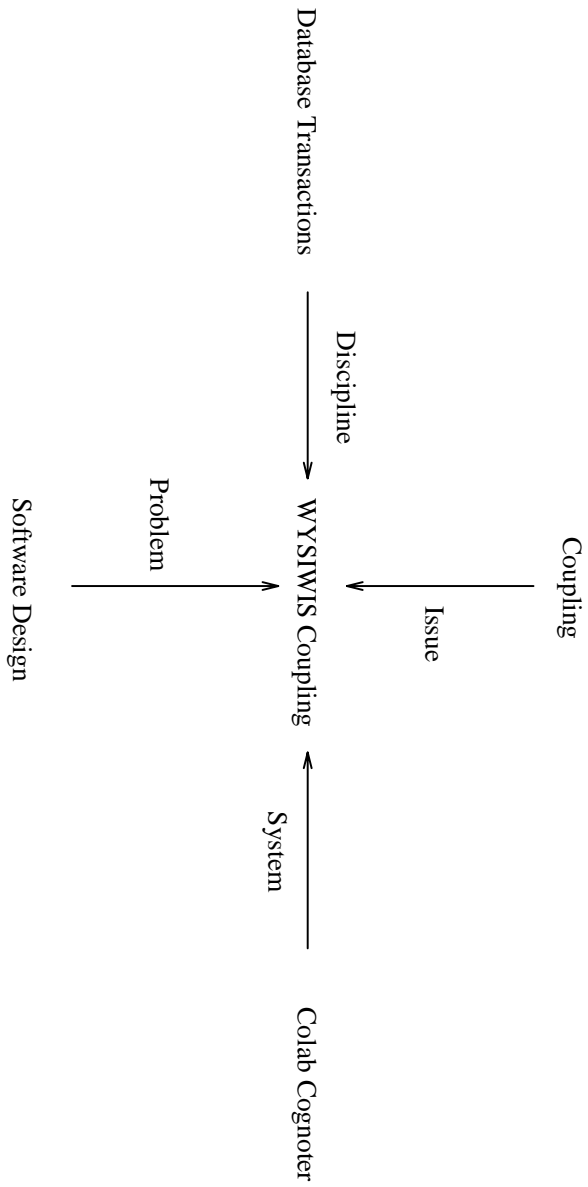 Coupling
Issue
Discipline
Database Transactions
WYSIWIS Coupling
Colab Cognoter
System
Problem
Software Design